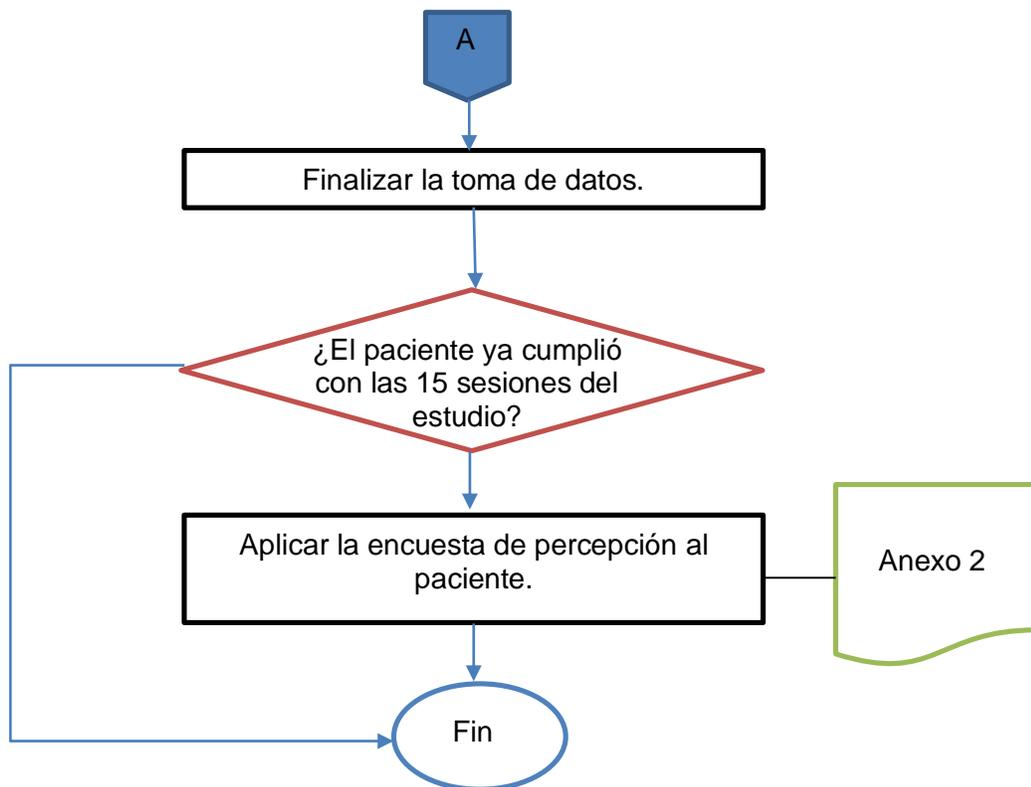 A
Finalizar la toma de datos.
¿El paciente ya cumplió
con las 15 sesiones del
estudio?
Aplicar la encuesta de percepción al
paciente.
Anexo 2
Fin